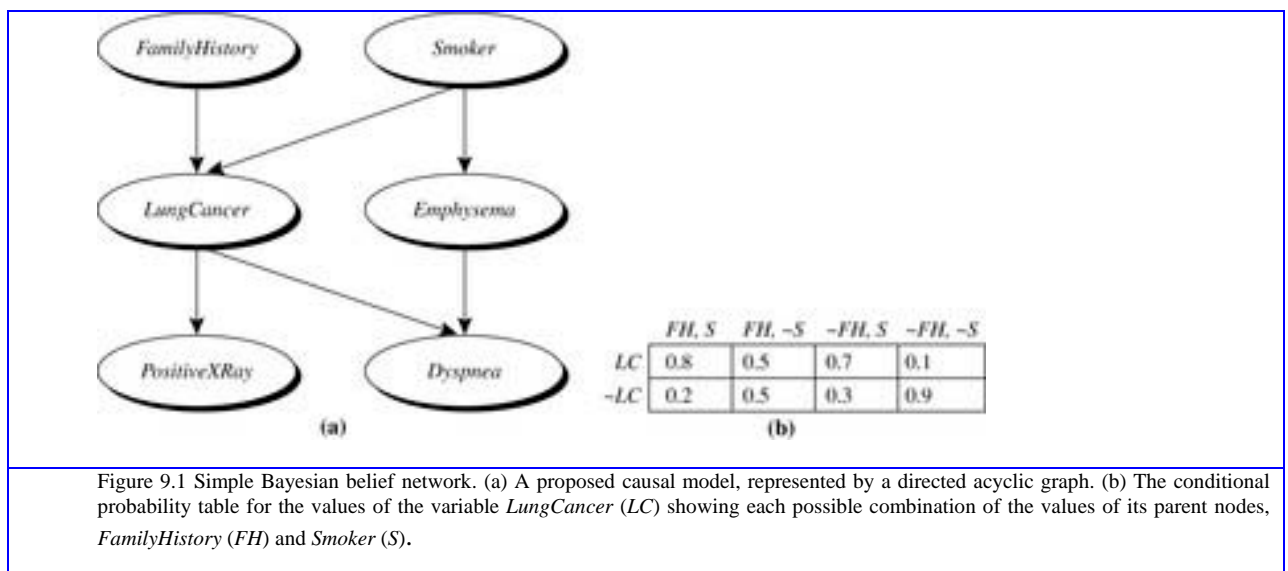 FamilyHistory Smoker
LungCancer Emphysema
PositiveXRay Dyspnea
(a)
FH, S FH, ~S ~FH, S ~FH, ~S
LC 0.8 0.5 0.7 0.1
~LC 0.2 0.5 0.3 0.9
(b)
Figure 9.1 Simple Bayesian belief network. (a) A proposed causal model, represented by a directed acyclic graph. (b) The conditional
probability table for the values of the variable LungCancer (LC) showing each possible combination of the values of its parent nodes,
FamilyHistory (FH) and Smoker (S).